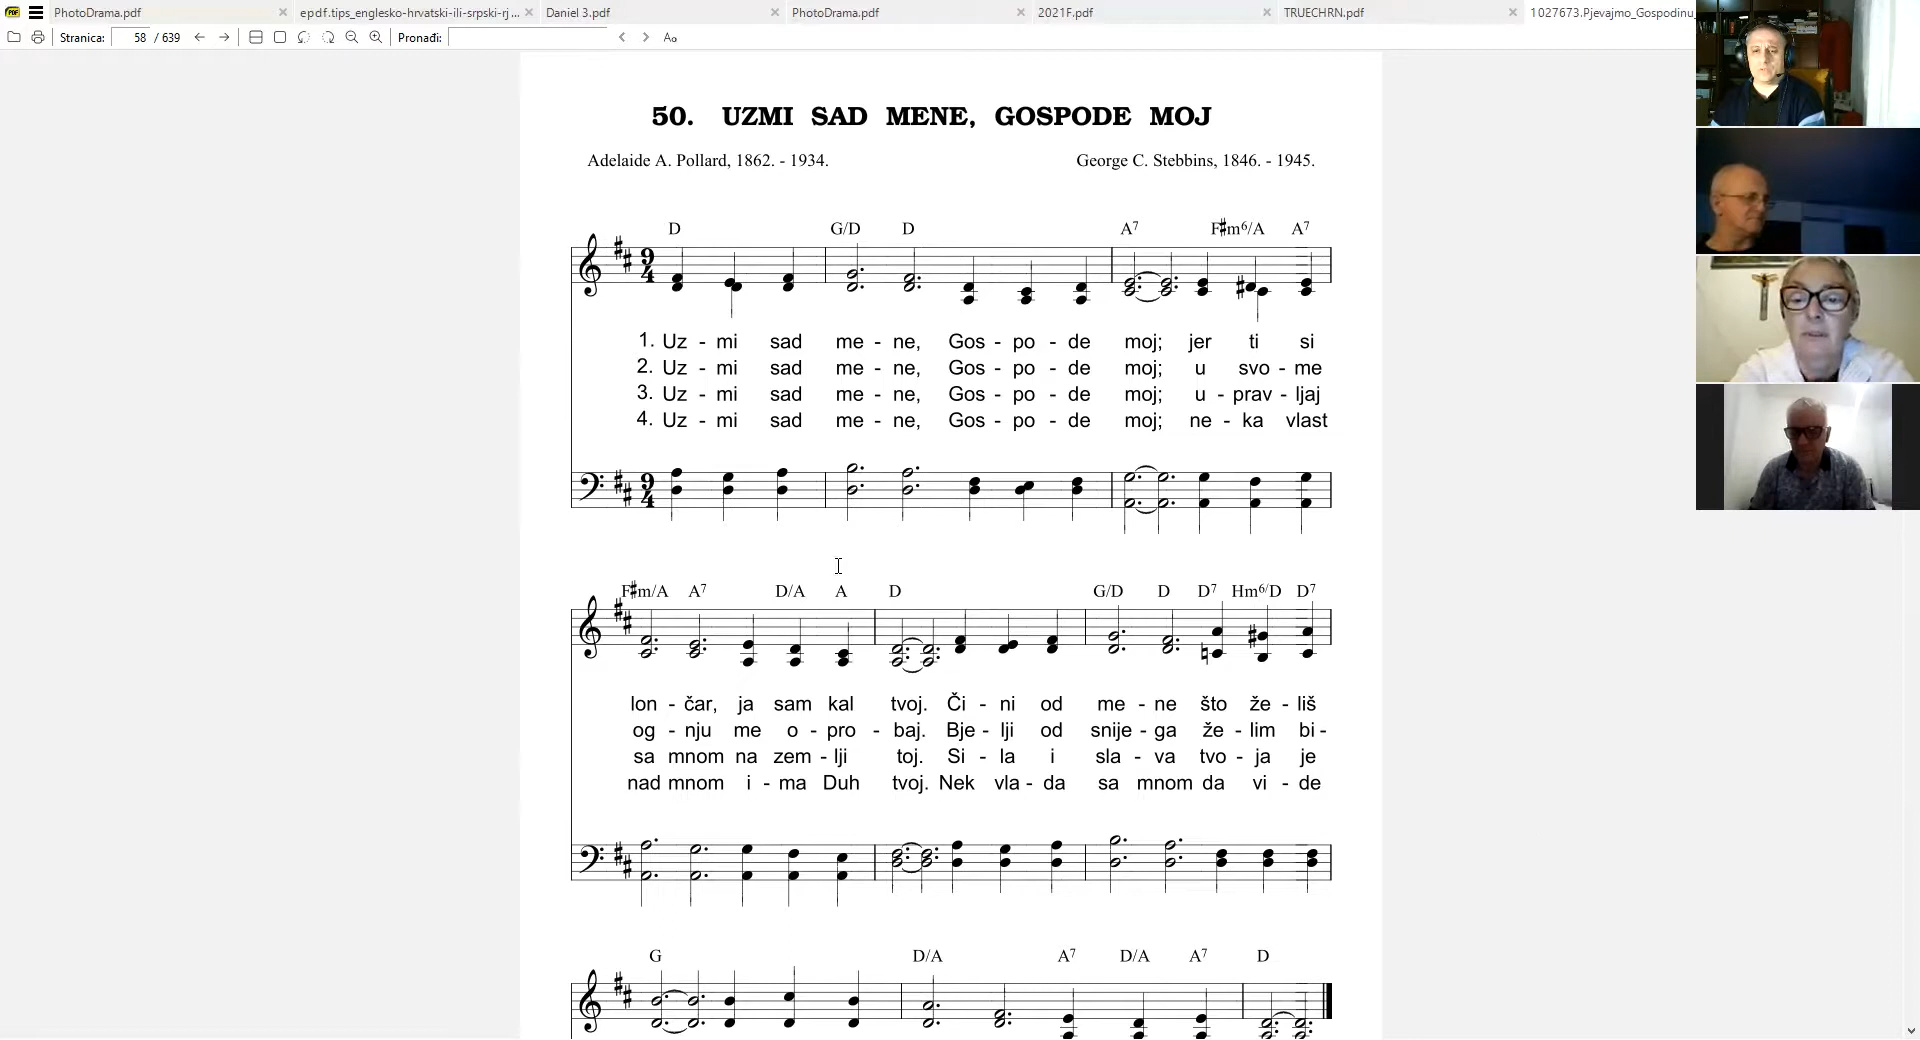 PhotoDrama.pdf epdf.tips_englesko-hrvatski-ili-srpski-rj... Daniel 3.pdf PhotoDrama.pdf 2021F.pdf TRUECHRN.pdf 1027673.Pjevajmo_Gospodinu_
Stranica: 58 / 639 Pronađi: Aa
50. UZMI SAD MENE, GOSPODE MOJ
Adelaide A. Pollard, 1862. - 1934. George C. Stebbins, 1846. - 1945.
D G/D D A7 F#m6/A A7
9 4
1. Uz - mi sad me - ne, Gos - po - de moj; jer ti si
2. Uz - mi sad me - ne, Gos - po - de moj; u svo - me
3. Uz - mi sad me - ne, Gos - po - de moj; u - prav - ljaj
4. Uz - mi sad me - ne, Gos - po - de moj; ne - ka vlast
9 4
F#m/A A7 D/A A D G/D D D7 Hm6/D D7
lon - čar, ja sam kal tvoj. Či - ni od me - ne što že - liš
og - nju me o - pro - baj. Bje - lji od snije - ga že - lim bi -
sa mnom na zem - lji toj. Si - la i sla - va tvo - ja je
nad mnom i - ma Duh tvoj. Nek vla - da sa mnom da vi - de
G D/A A7 D/A A7 D